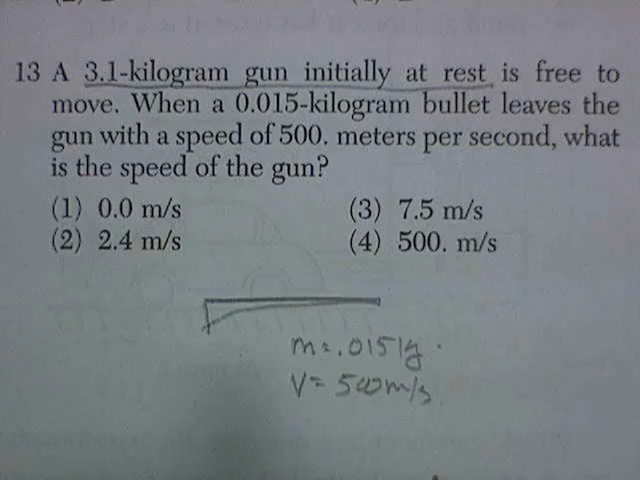 13 A 3.1-kilogram gun initially at rest is free to
move. When a 0.015-kilogram bullet leaves the
gun with a speed of 500. meters per second, what
is the speed of the gun?
(1) 0.0 m/s (3) 7.5 m/s
(2) 2.4 m/s (4) 500. m/s
m=.015kg
V=500m/s